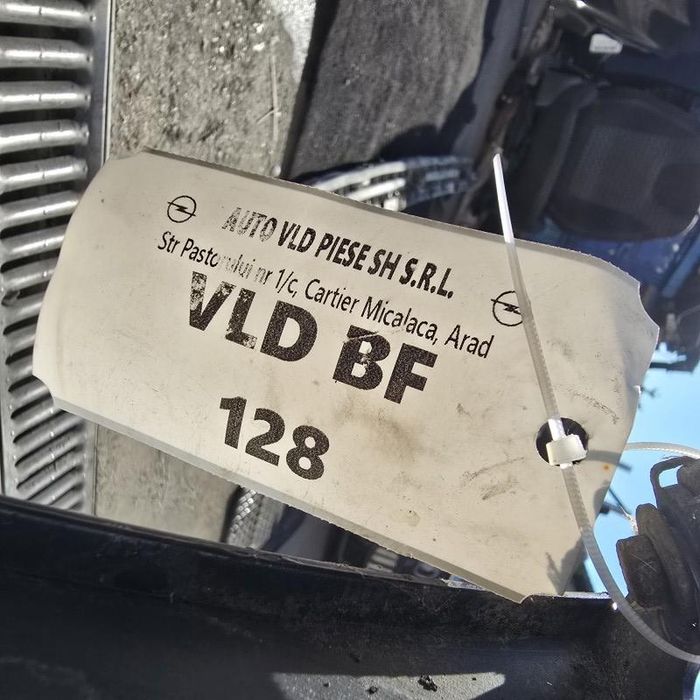 AUTO VLD PIESE SH S.R.L.
Str Pastorului nr 1/c, Cartier Micalaca, Arad
VLD BF
128